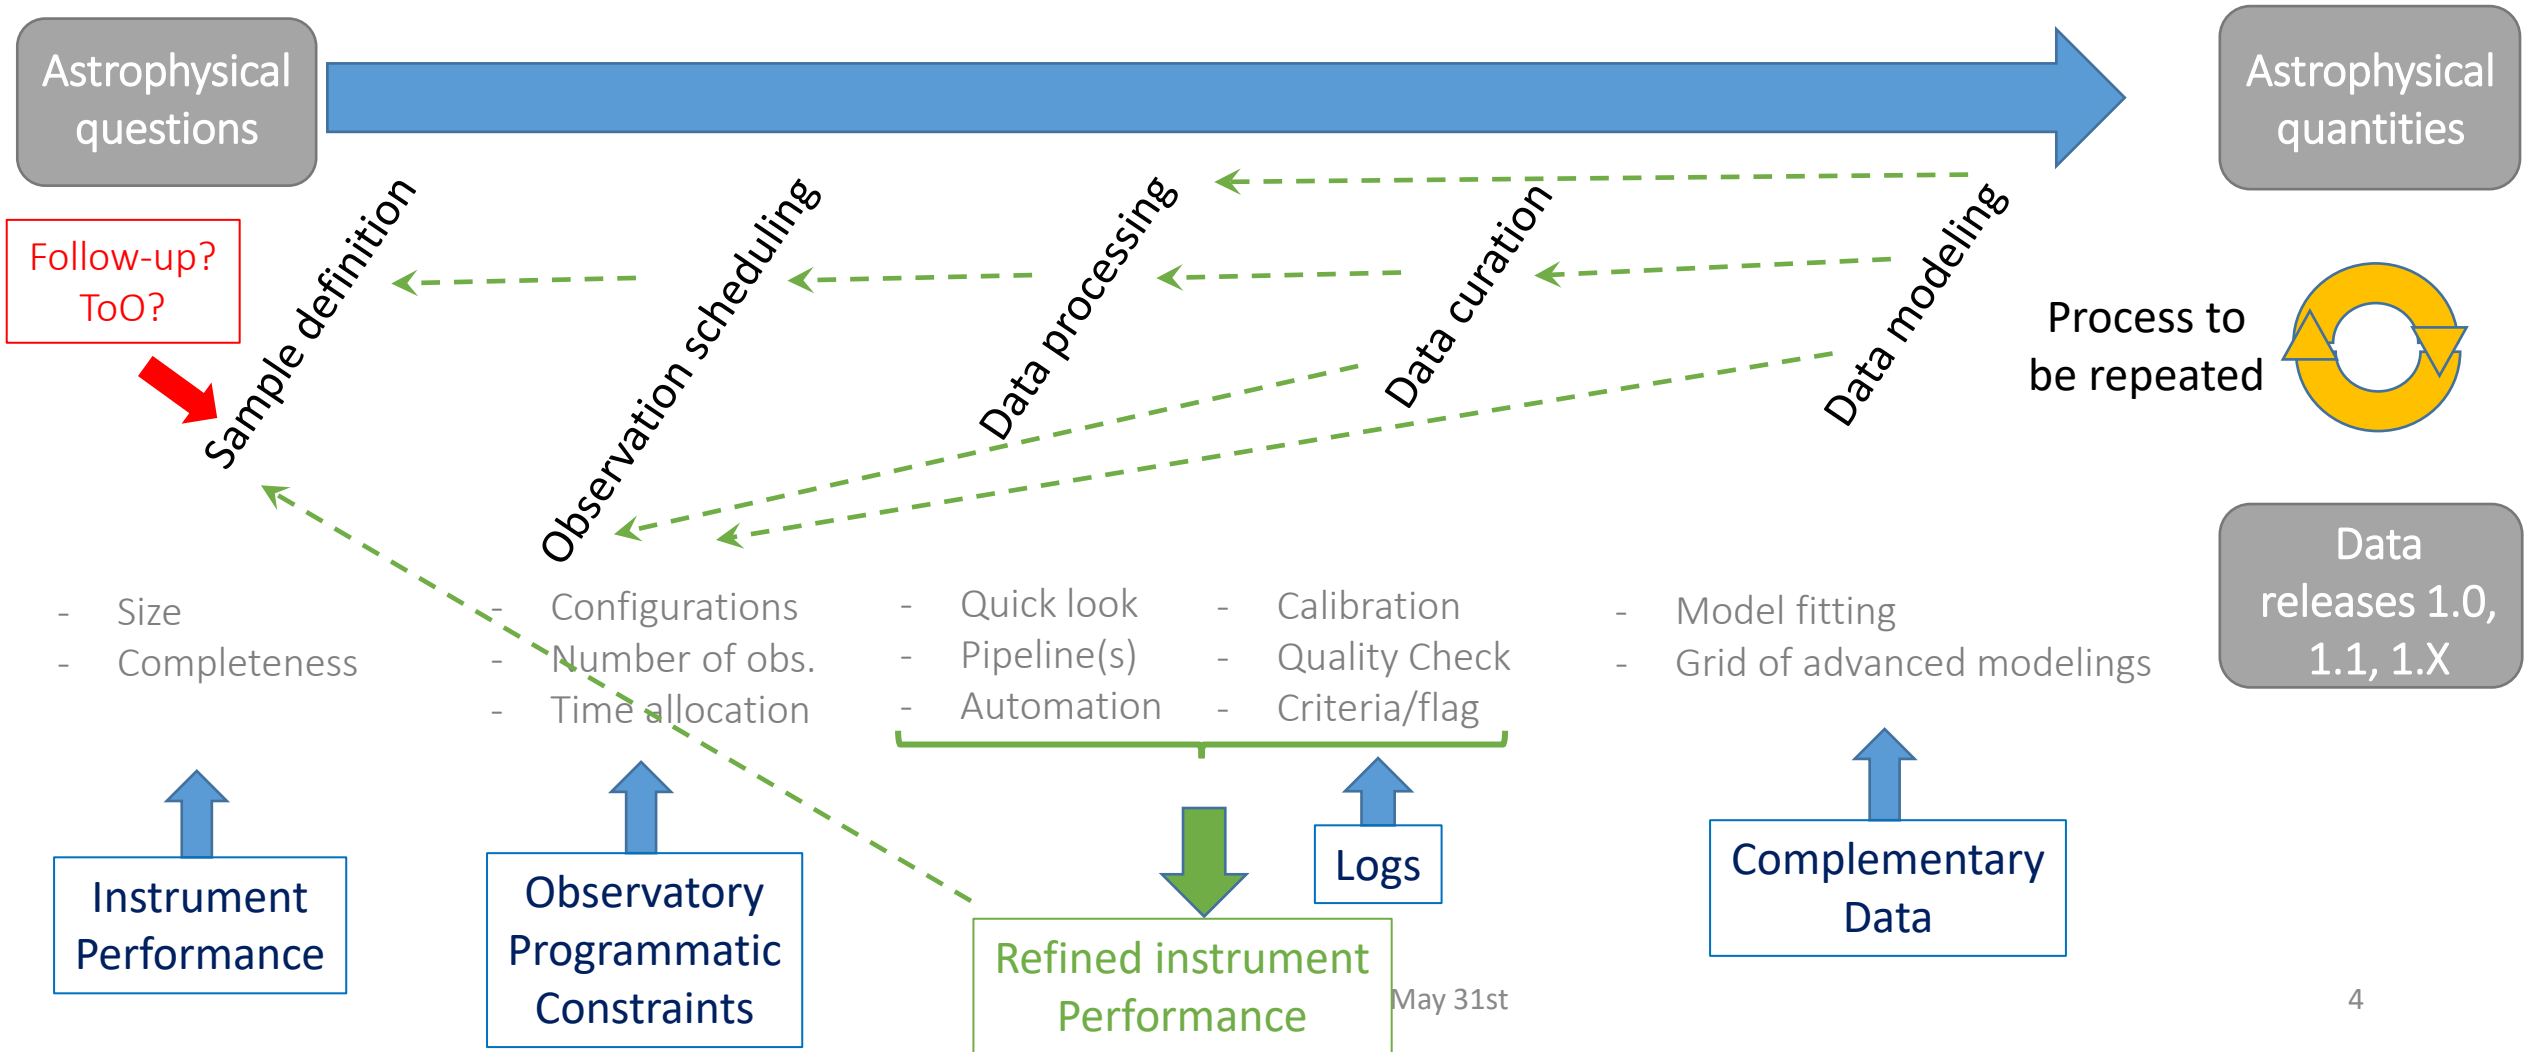 Astrophysical
questions
Astrophysical
quantities
Follow-up?
ToO?
Sample definition
Observation scheduling
Data processing
Data curation
Data modeling
Process to
be repeated
- Size
- Completeness
- Configurations
- Number of obs.
- Time allocation
- Quick look
- Pipeline(s)
- Automation
- Calibration
- Quality Check
- Criteria/flag
- Model fitting
- Grid of advanced modelings
Data
releases 1.0,
1.1, 1.X
Instrument
Performance
Observatory
Programmatic
Constraints
Refined instrument
Performance
Logs
Complementary
Data
May 31st
4